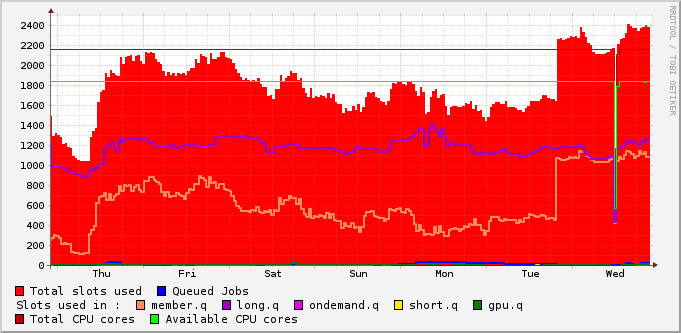 RRDTOOL / TOBI OETIKER
2400
2200
2000
1800
1600
1400
1200
1000
800
600
400
200
0
Thu Fri Sat Sun Mon Tue Wed
Total slots used Queued Jobs
Slots used in : member.q long.q ondemand.q short.q gpu.q
Total CPU cores Available CPU cores